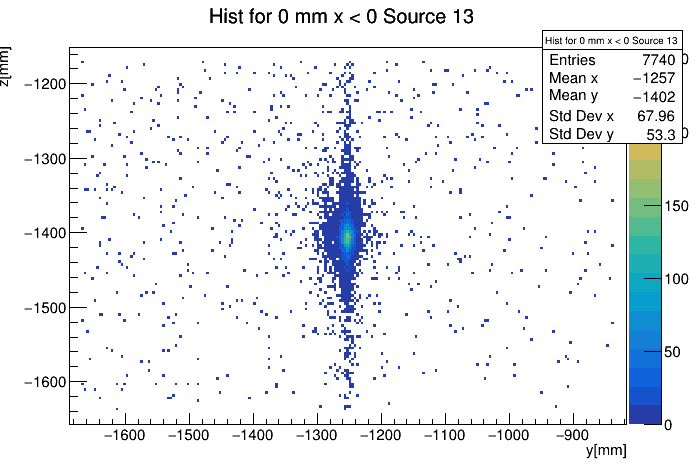 Hist for 0 mm x < 0 Source 13
z[mm]
Hist for 0 mm x < 0 Source 13
Entries 7740
Mean x −1257
Mean y −1402
Std Dev x 67.96
Std Dev y 53.3
−1200
−1300
−1400
−1500
−1600
0
0
150
100
50
0
−1600 −1500 −1400 −1300 −1200 −1100 −1000 −900
y[mm]